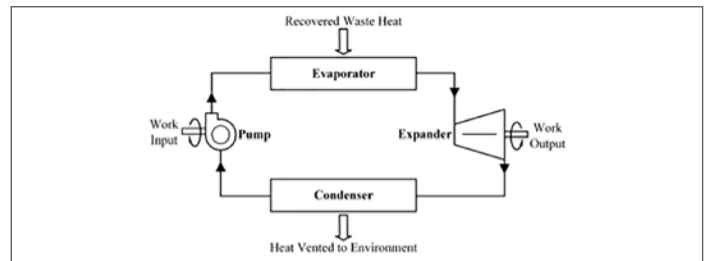 Recovered Waste Heat
Evaporator
Work
Input
Pump
Expander
Work
Output
Condenser
Heat Vented to Environment